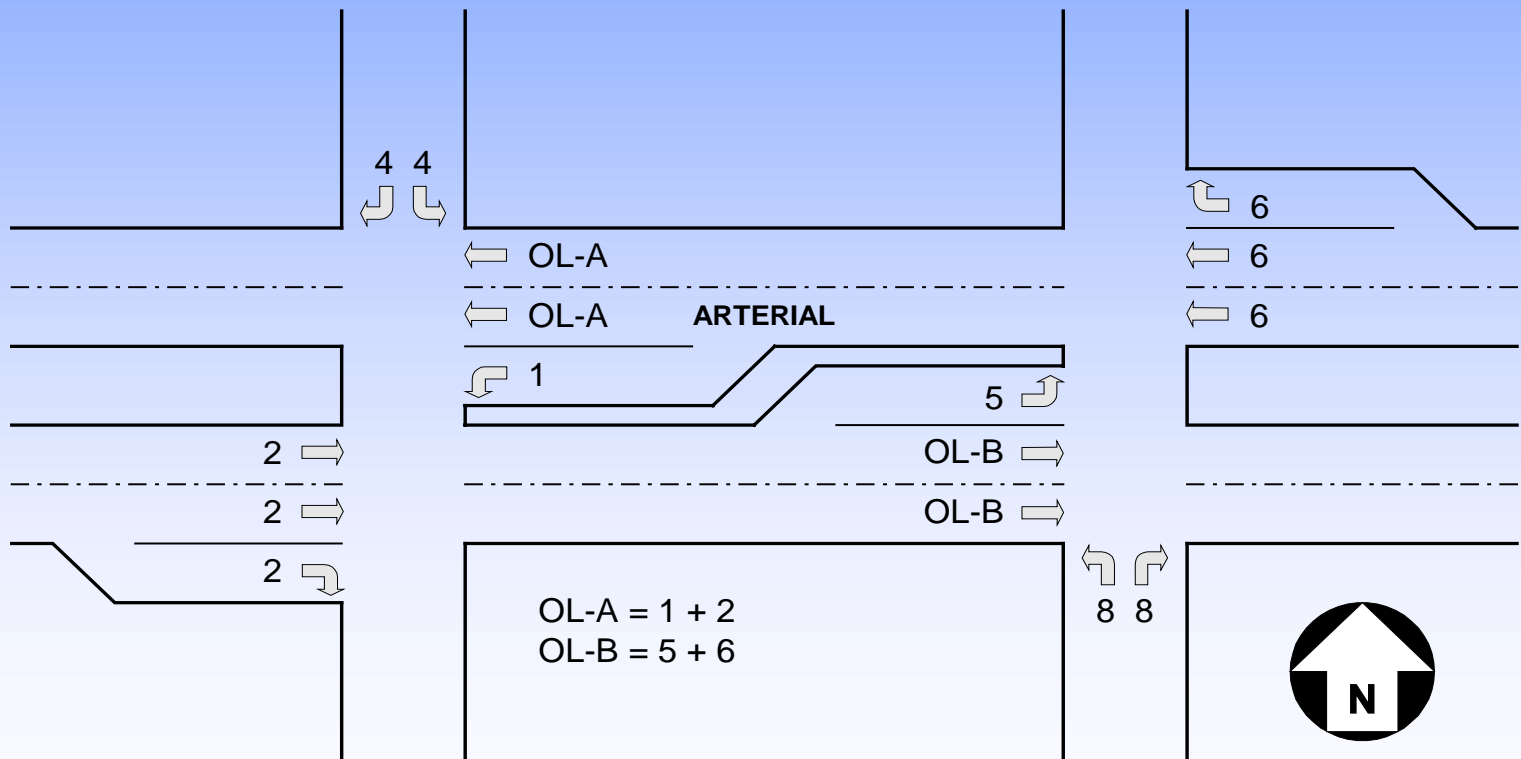 4 4
6
OL-A
6
OL-A
ARTERIAL
6
1
5
2
OL-B
2
OL-B
2
OL-A = 1 + 2
8 8
OL-B = 5 + 6
N